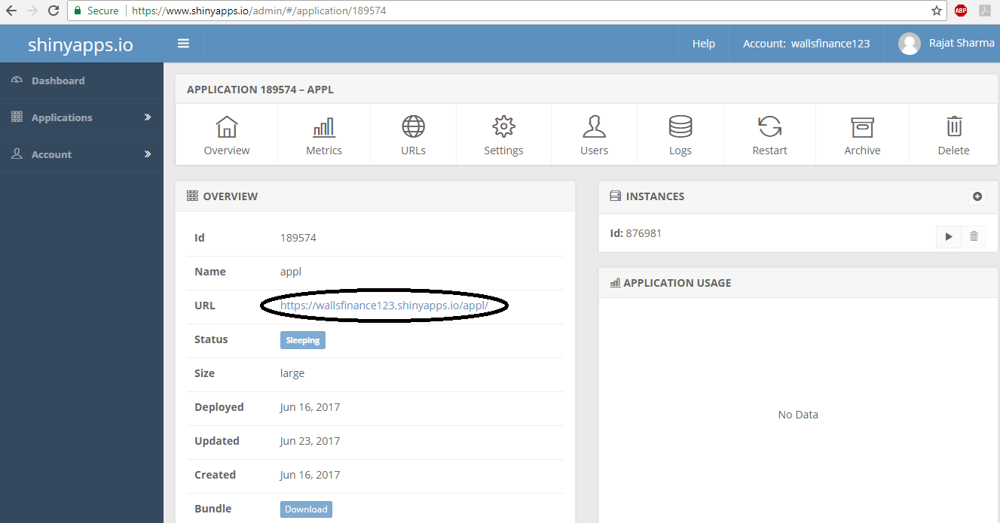 Secure https://www.shinyapps.io/admin/#/application/189574
ABP
shinyapps.io Help Account: wallsfinance123 Rajat Sharma
Dashboard
Applications
Account
APPLICATION 189574 – APPL
Overview Metrics URLs Settings Users Logs Restart Archive Delete
OVERVIEW
Id 189574
Name appl
URL https://wallsfinance123.shinyapps.io/appl/
Status Sleeping
Size large
Deployed Jun 16, 2017
Updated Jun 23, 2017
Created Jun 16, 2017
Bundle Download
INSTANCES
Id: 876981
APPLICATION USAGE
No Data